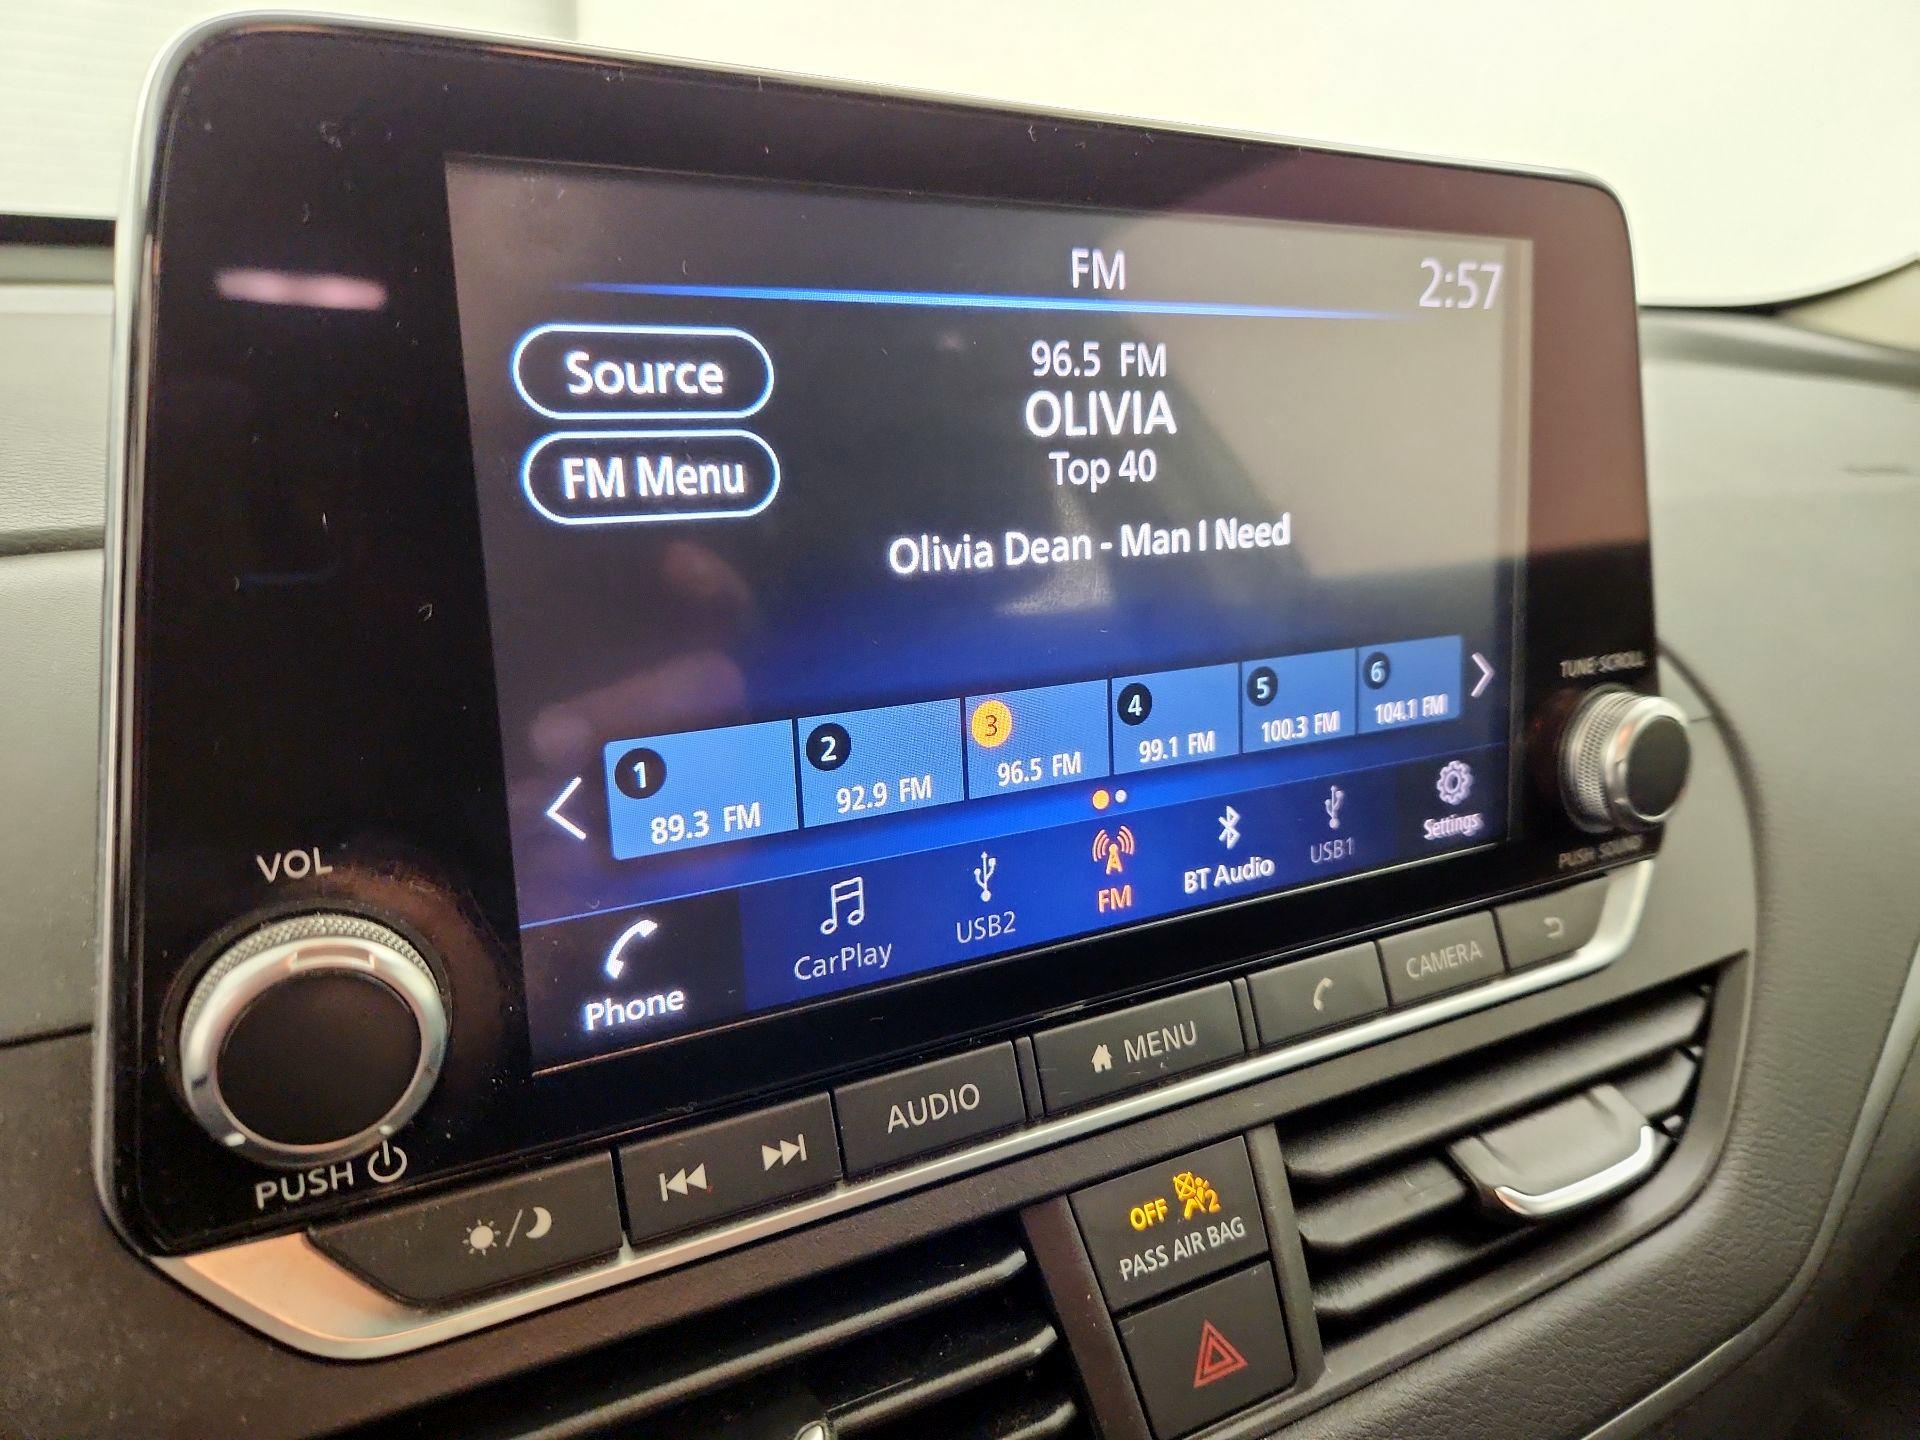 FM
2:57
Source
FM Menu
96.5 FM
OLIVIA
Top 40
Olivia Dean - Man I Need
1
89.3 FM
2
92.9 FM
3
96.5 FM
4
99.1 FM
5
100.3 FM
6
104.1 FM
Phone
CarPlay
USB2
FM
BT Audio
USB1
Settings
TUNE·SCROLL
PUSH SOUND
VOL
PUSH
AUDIO
MENU
CAMERA
OFF
2
PASS AIR BAG